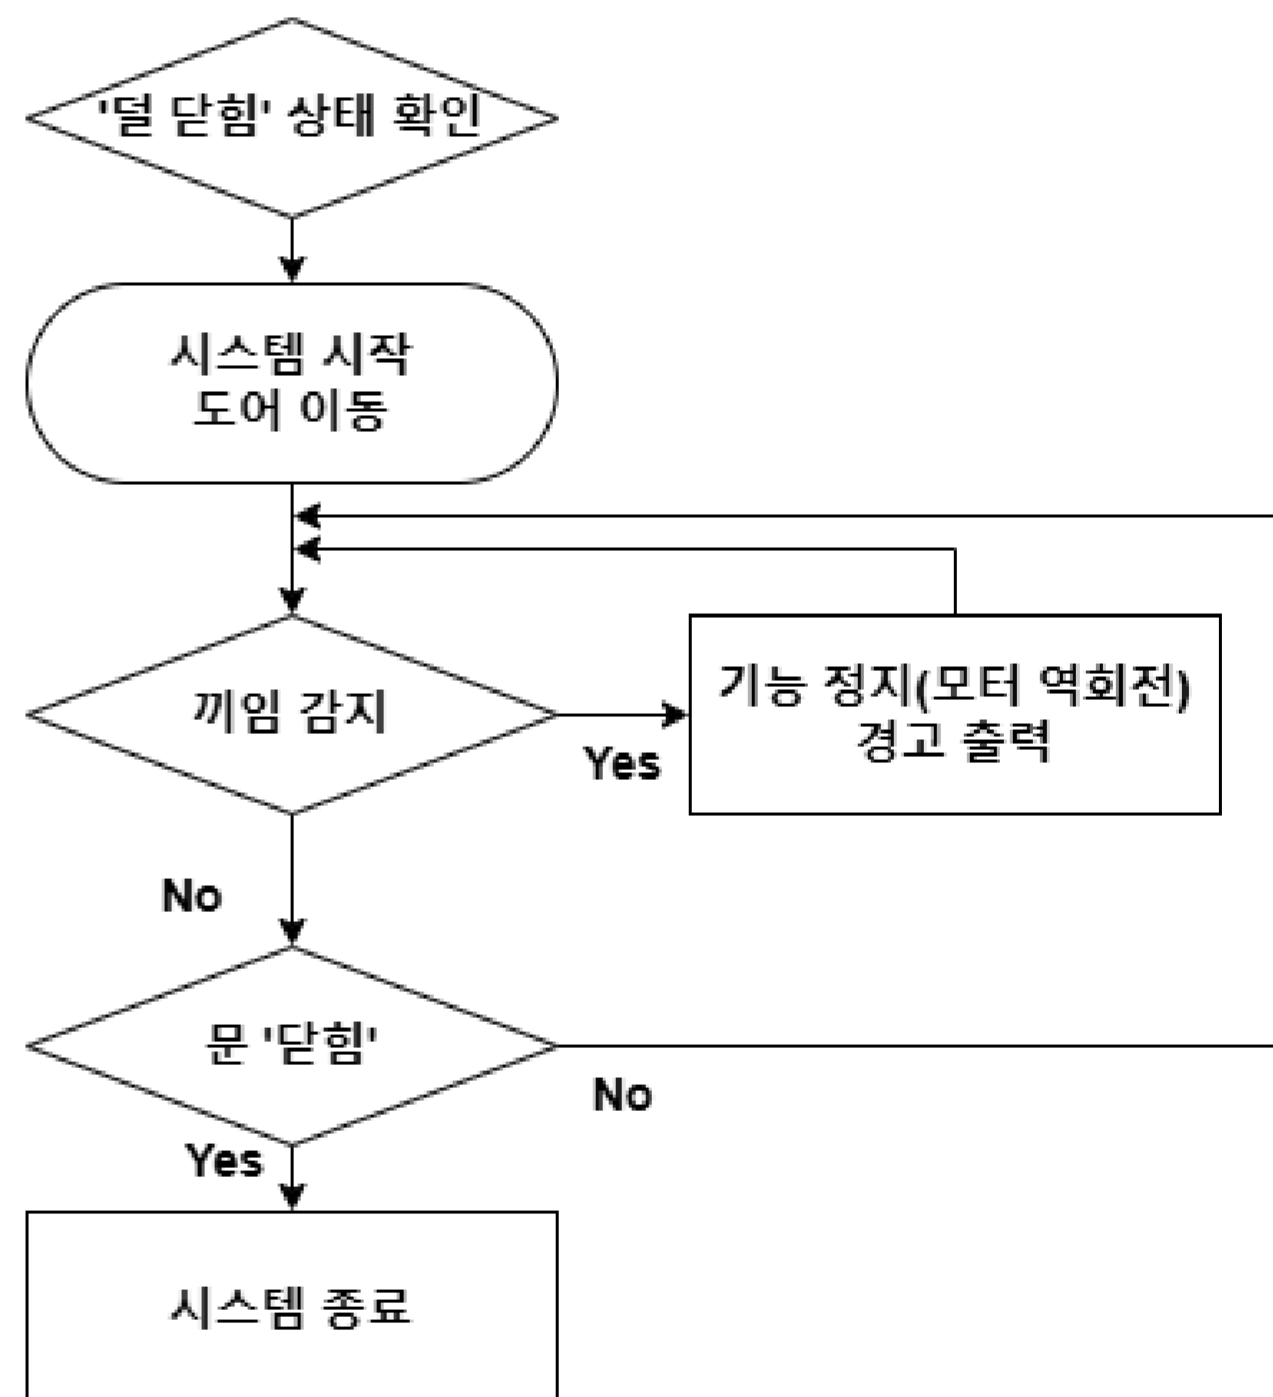 '덜 닫힘' 상태 확인
시스템 시작
도어 이동
끼임 감지
Yes
기능 정지(모터 역회전)
경고 출력
No
문 '닫힘'
No
Yes
시스템 종료